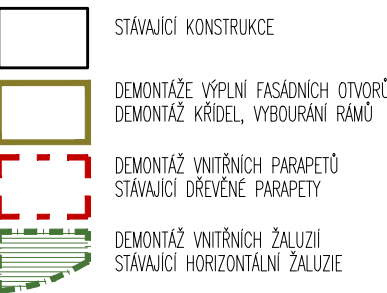 STÁVAJÍCÍ KONSTRUKCE
DEMONTÁŽE VÝPLNÍ FASÁDNÍCH OTVORŮ
DEMONTÁŽ KŘÍDEL, VYBOURÁNÍ RÁMŮ
DEMONTÁŽ VNITŘNÍCH PARAPETŮ
STÁVAJÍCÍ DŘEVĚNÉ PARAPETY
DEMONTÁŽ VNITŘNÍCH ŽALUZIÍ
STÁVAJÍCÍ HORIZONTÁLNÍ ŽALUZIE